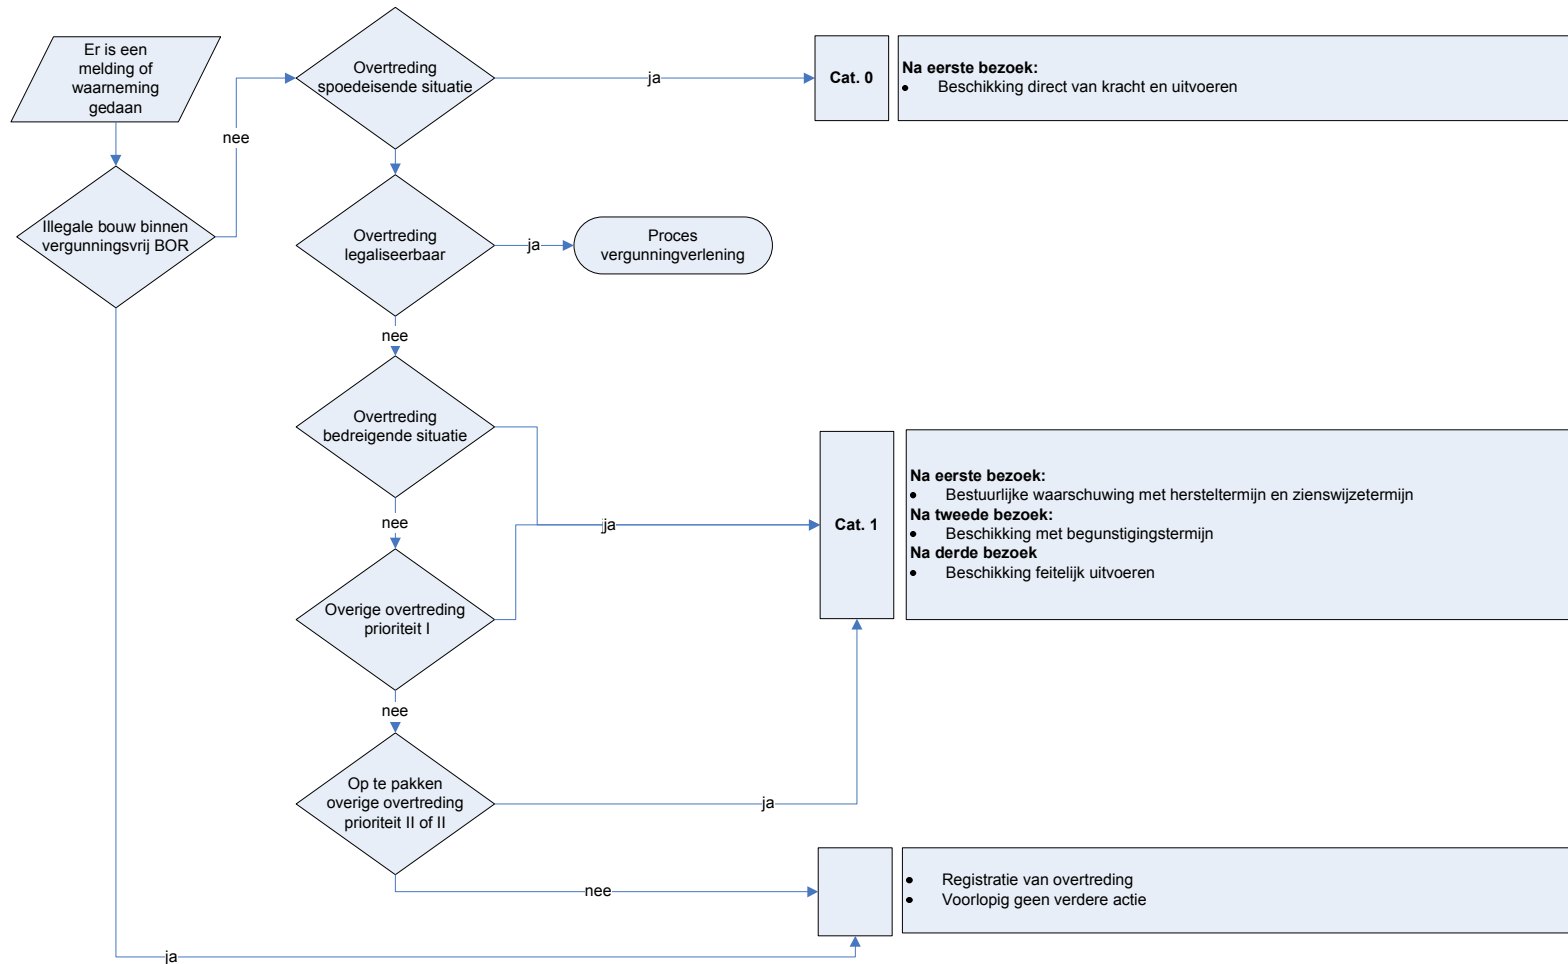 Er is een
melding of
waarneming
gedaan
Illegale bouw binnen
vergunningsvrij BOR
nee
ja
Overtreding
spoedeisende situatie
ja
Cat. 0
Na eerste bezoek:
• Beschikking direct van kracht en uitvoeren
Overtreding
legaliseerbaar
ja
Proces
vergunningverlening
nee
Overtreding
bedreigende situatie
nee
jja
Cat. 1
Na eerste bezoek:
• Bestuurlijke waarschuwing met hersteltermijn en zienswijzetermijn
Na tweede bezoek:
• Beschikking met begunstigingstermijn
Na derde bezoek
• Beschikking feitelijk uitvoeren
Overige overtreding
prioriteit I
nee
Op te pakken
overige overtreding
prioriteit II of II
ja
nee
• Registratie van overtreding
• Voorlopig geen verdere actie